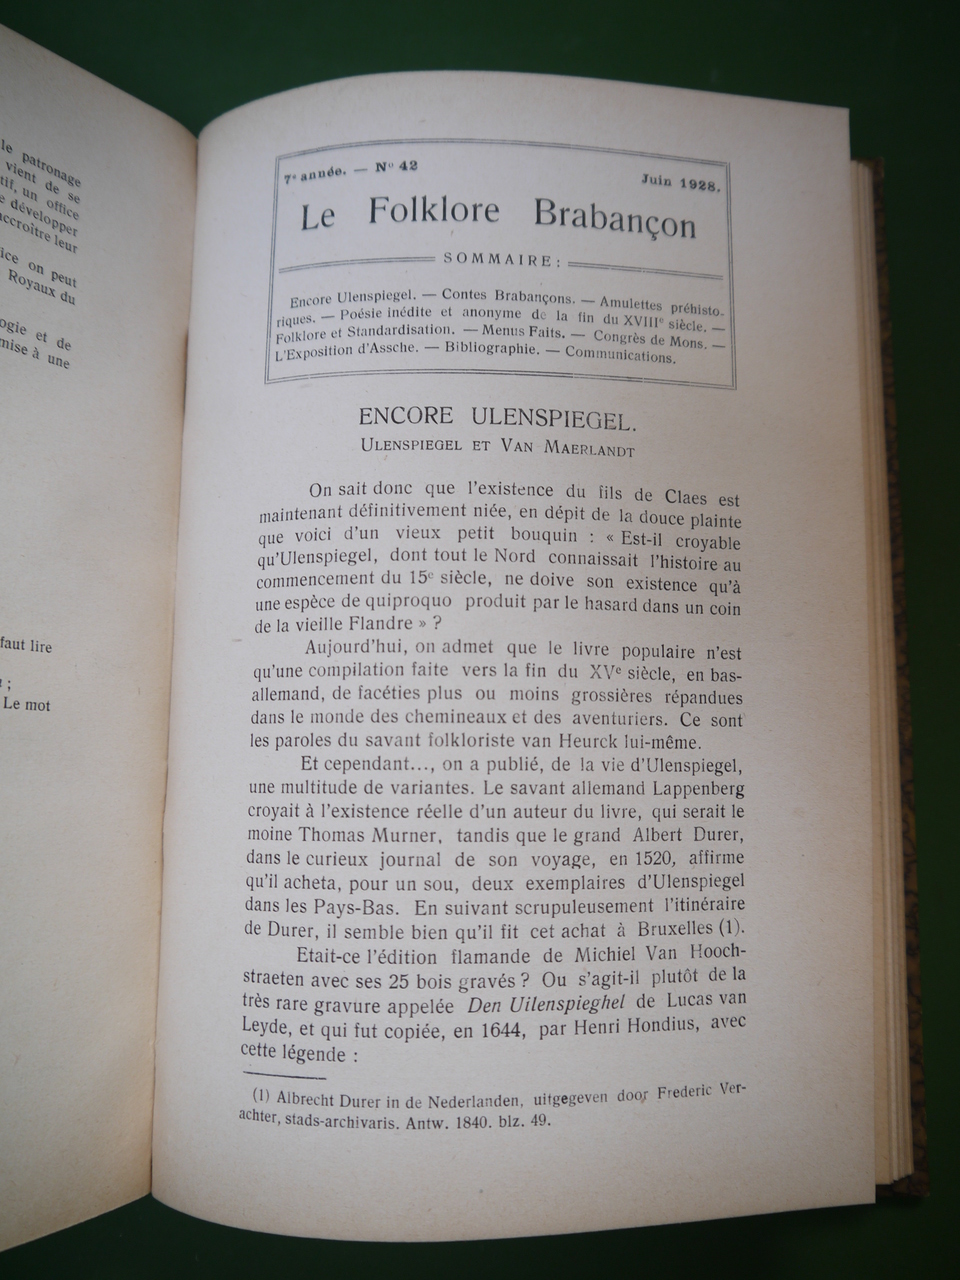 le patronage
vient de se
tif, un office
e développer
accroître leur
ice on peut
Royaux du
ogie et de
mise à une
faut lire
t ;
Le mot
7e année. — No 42
Juin 1928.
Le Folklore Brabançon
SOMMAIRE :
Encore Ulenspiegel. — Contes Brabançons. — Amulettes préhisto-
riques. — Poésie inédite et anonyme de la fin du XVIIIe siècle. —
Folklore et Standardisation. — Menus Faits. — Congrès de Mons. —
L'Exposition d'Assche. — Bibliographie. — Communications.
ENCORE ULENSPIEGEL.
ULENSPIEGEL ET VAN MAERLANDT
On sait donc que l'existence du fils de Claes est
maintenant définitivement niée, en dépit de la douce plainte
que voici d'un vieux petit bouquin : « Est-il croyable
qu'Ulenspiegel, dont tout le Nord connaissait l'histoire au
commencement du 15e siècle, ne doive son existence qu'à
une espèce de quiproquo produit par le hasard dans un coin
de la vieille Flandre » ?
Aujourd'hui, on admet que le livre populaire n'est
qu'une compilation faite vers la fin du XVe siècle, en bas-
allemand, de facéties plus ou moins grossières répandues
dans le monde des chemineaux et des aventuriers. Ce sont
les paroles du savant folkloriste van Heurck lui-même.
Et cependant..., on a publié, de la vie d'Ulenspiegel,
une multitude de variantes. Le savant allemand Lappenberg
croyait à l'existence réelle d'un auteur du livre, qui serait le
moine Thomas Murner, tandis que le grand Albert Durer,
dans le curieux journal de son voyage, en 1520, affirme
qu'il acheta, pour un sou, deux exemplaires d'Ulenspiegel
dans les Pays-Bas. En suivant scrupuleusement l'itinéraire
de Durer, il semble bien qu'il fit cet achat à Bruxelles (1).
Etait-ce l'édition flamande de Michiel Van Hooch-
straeten avec ses 25 bois gravés ? Ou s'agit-il plutôt de la
très rare gravure appelée Den Uilenspieghel de Lucas van
Leyde, et qui fut copiée, en 1644, par Henri Hondius, avec
cette légende :
(1) Albrecht Durer in de Nederlanden, uitgegeven door Frederic Ver-
achter, stads-archivaris. Antw. 1840. blz. 49.